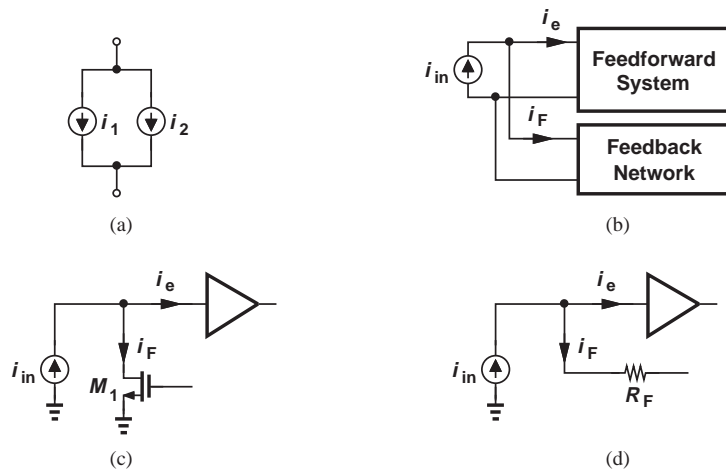 i1 i2
(a)
ie
iin
Feedforward
System
iF
Feedback
Network
(b)
ie
iF
iin
M1
(c)
ie
iF
iin
RF
(d)